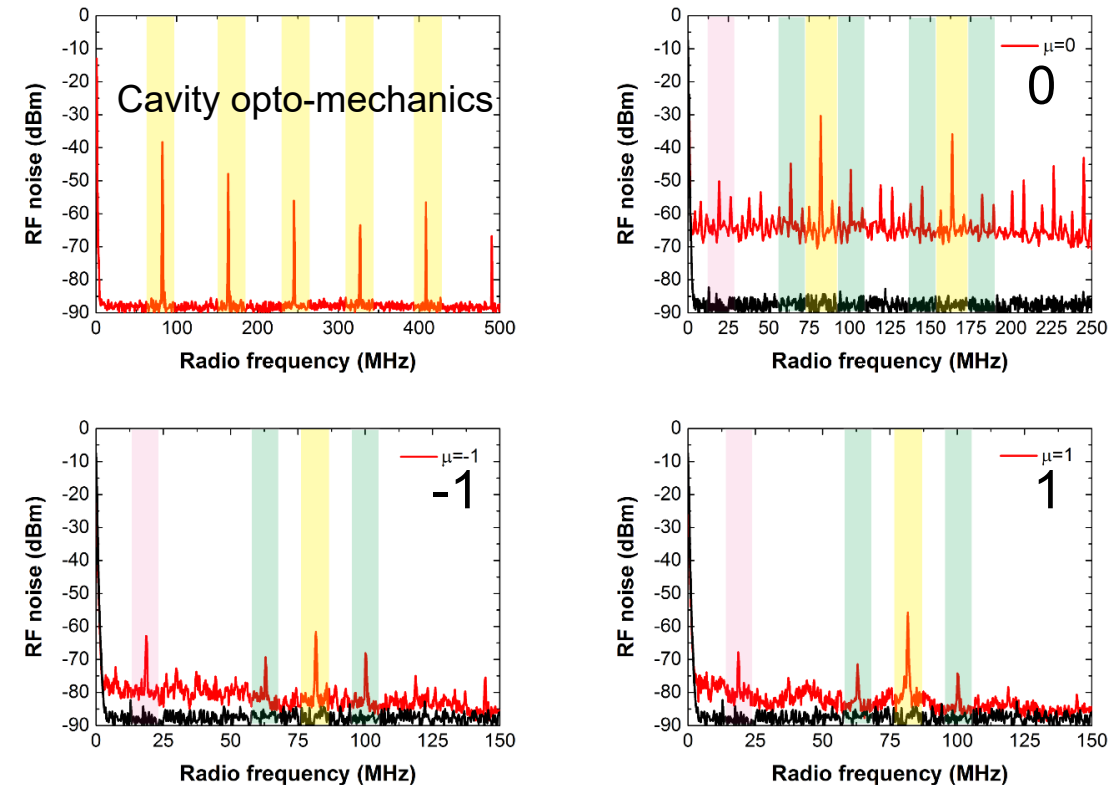 0
-10
-20
-30
-40
-50
-60
-70
-80
-90
RF noise (dBm)
Cavity opto-mechanics
0 100 200 300 400 500
Radio frequency (MHz)
0
-10
-20
-30
-40
-50
-60
-70
-80
-90
RF noise (dBm)
μ=0
0
0 25 50 75 100 125 150 175 200 225 250
Radio frequency (MHz)
0
-10
-20
-30
-40
-50
-60
-70
-80
-90
RF noise (dBm)
μ=-1
-1
0 25 50 75 100 125 150
Radio frequency (MHz)
0
-10
-20
-30
-40
-50
-60
-70
-80
-90
RF noise (dBm)
μ=1
1
0 25 50 75 100 125 150
Radio frequency (MHz)